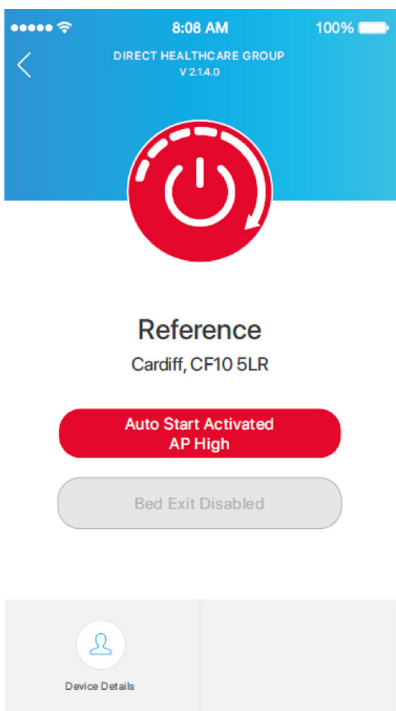 8:08 AM 100%
DIRECT HEALTHCARE GROUP
V 2.1.4.0
Reference
Cardiff, CF10 5LR
Auto Start Activated
AP High
Bed Exit Disabled
Device Details